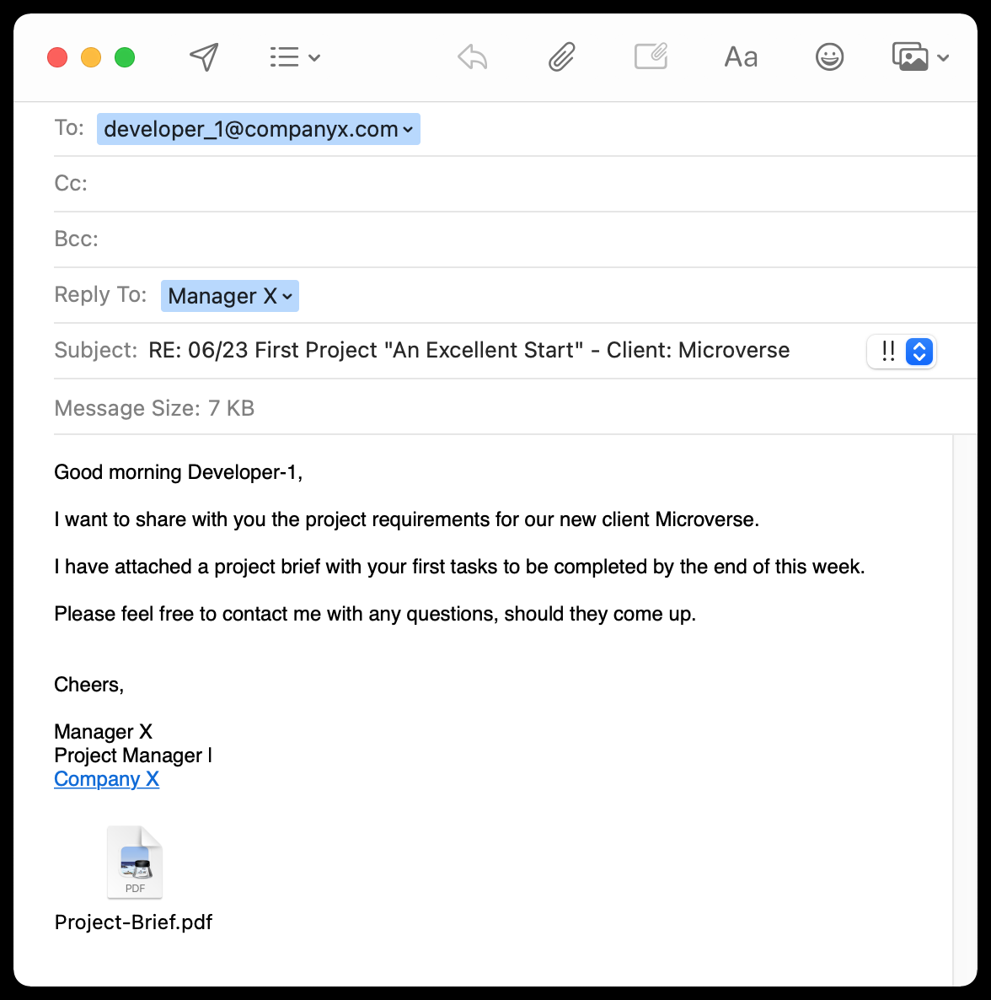 Aa
To: developer_1@companyx.com
Cc:
Bcc:
Reply To: Manager X
Subject: RE: 06/23 First Project "An Excellent Start" - Client: Microverse !!
Message Size: 7 KB
Good morning Developer-1,
I want to share with you the project requirements for our new client Microverse.
I have attached a project brief with your first tasks to be completed by the end of this week.
Please feel free to contact me with any questions, should they come up.
Cheers,
Manager X
Project Manager |
Company X
PDF
Project-Brief.pdf